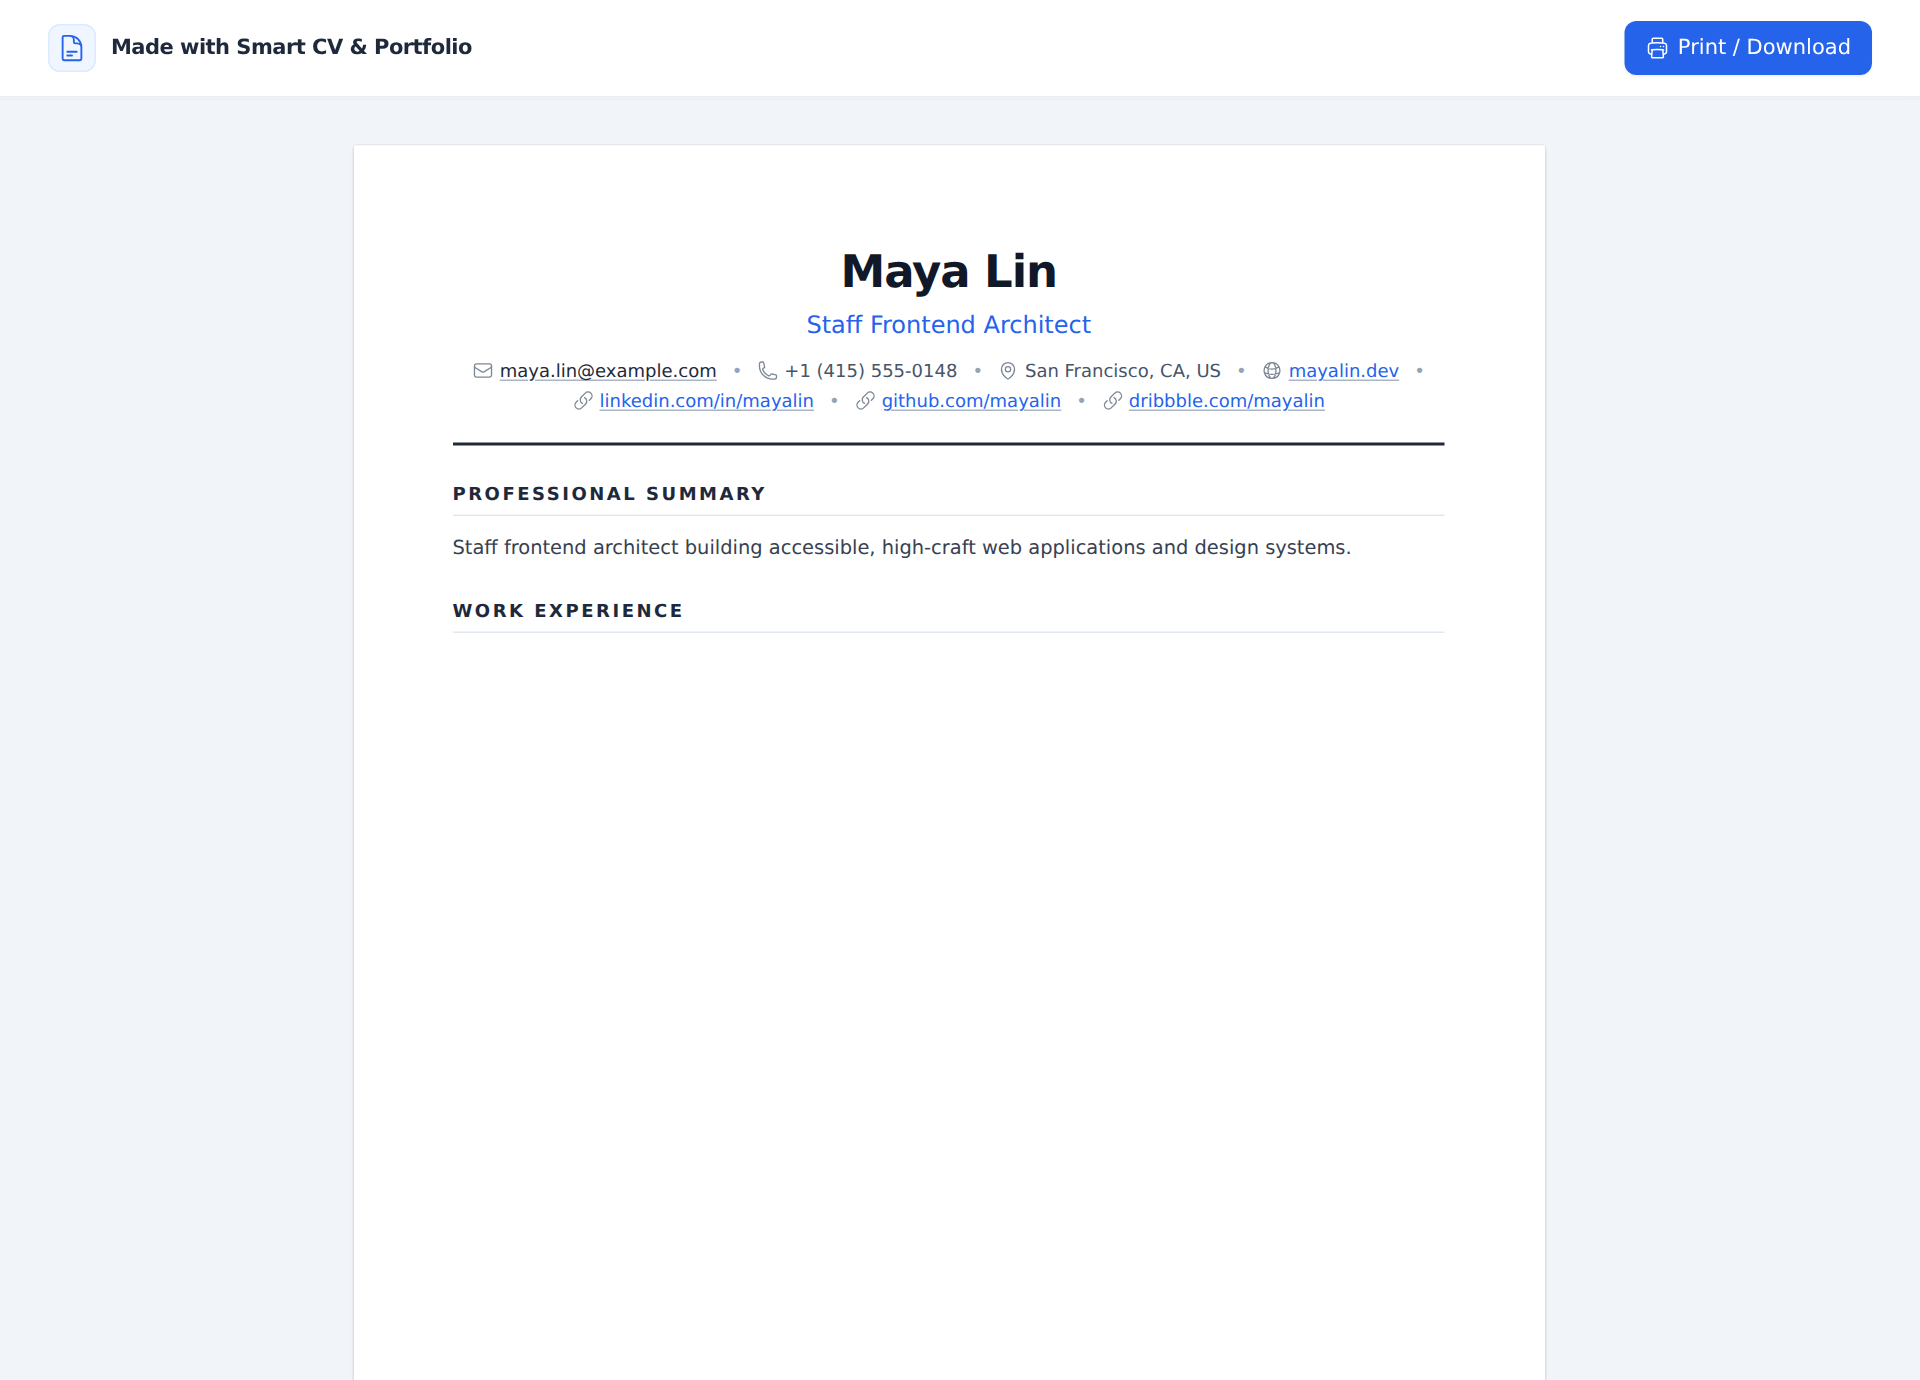 Made with Smart CV & Portfolio
Print / Download
Maya Lin
Staff Frontend Architect
maya.lin@example.com • +1 (415) 555-0148 • San Francisco, CA, US • mayalin.dev •
linkedin.com/in/mayalin • github.com/mayalin • dribbble.com/mayalin
PROFESSIONAL SUMMARY
Staff frontend architect building accessible, high-craft web applications and design systems.
WORK EXPERIENCE